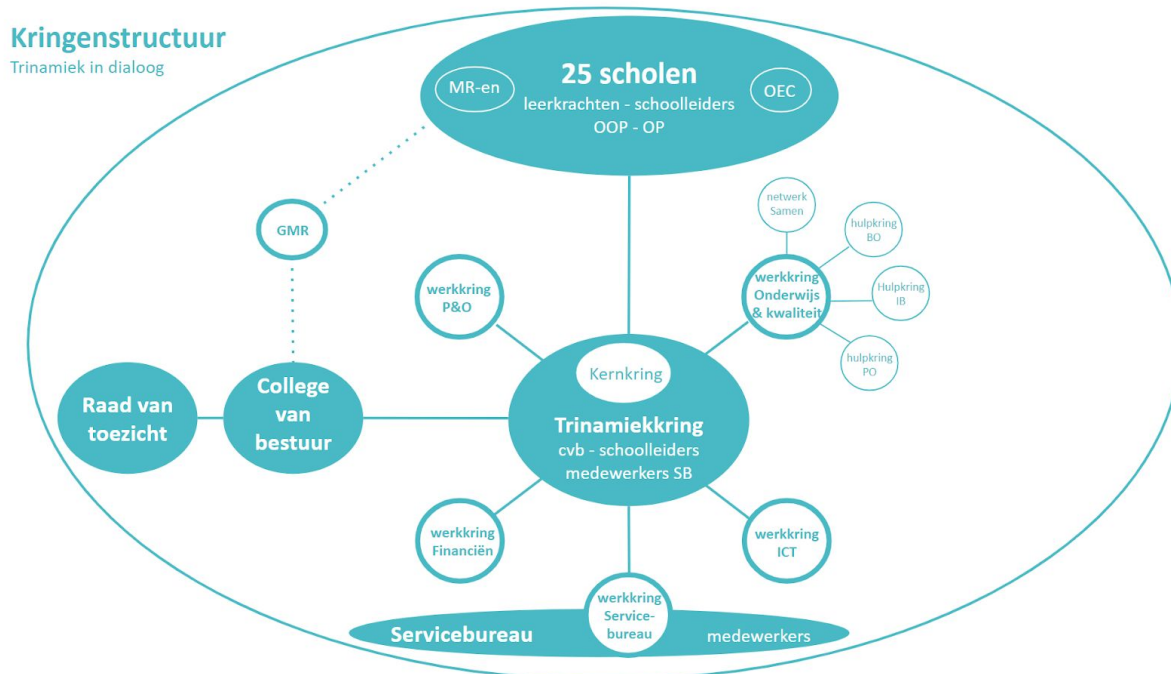 Kringenstructuur
Trinamiek in dialoog
25 scholen
MR-en
OEC
leerkrachten - schoolleiders
OOP - OP
netwerk
Samen
hulpkring
BO
GMR
werkkring
P&O
werkkring
Onderwijs
& kwaliteit
Hulpkring
IB
hulpkring
PO
Kernkring
Raad van
toezicht
College
van
bestuur
Trinamiekkring
cvb - schoolleiders
medewerkers SB
werkkring
Financiën
werkkring
ICT
werkkring
Service-
bureau
Servicebureau
medewerkers